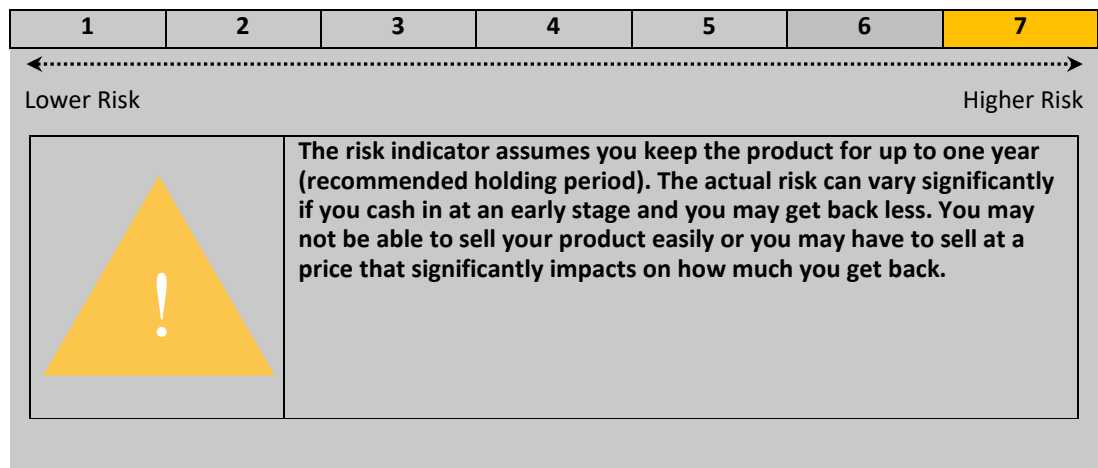 1 2 3 4 5 6 7
Lower Risk Higher Risk
The risk indicator assumes you keep the product for up to one year
(recommended holding period). The actual risk can vary significantly
if you cash in at an early stage and you may get back less. You may
not be able to sell your product easily or you may have to sell at a
price that significantly impacts on how much you get back.
!